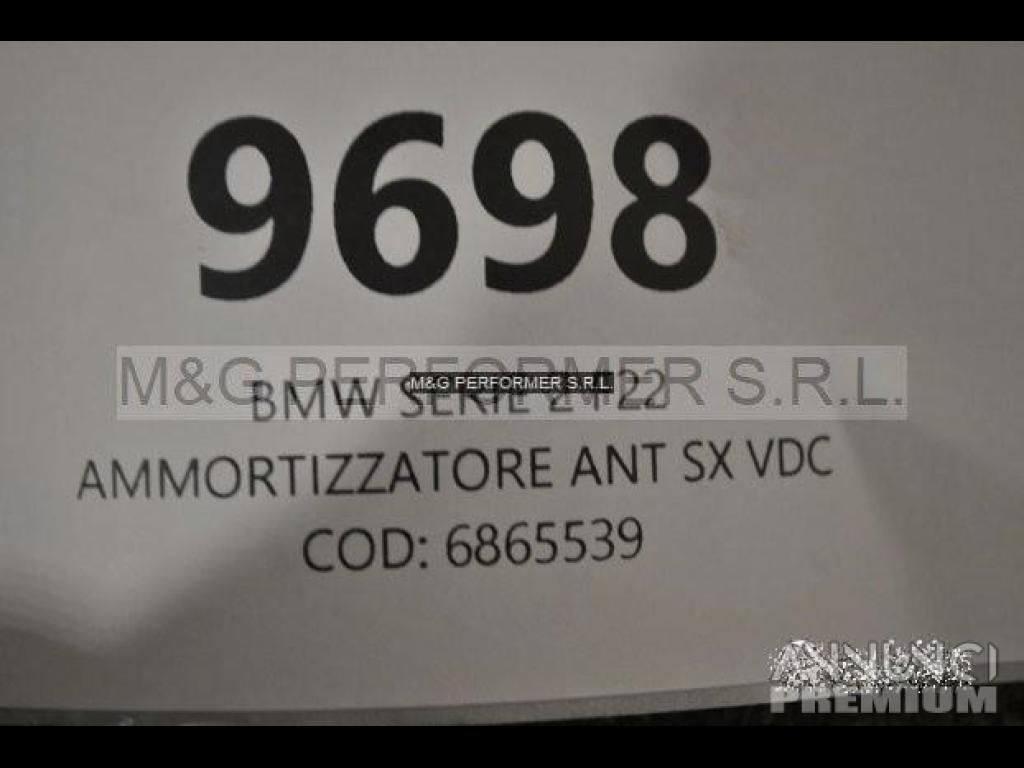 9698
M&G PERFORMER S.R.L.
M&G PERFORMER S.R.L.
BMW SERIE 2 F22
AMMORTIZZATORE ANT SX VDC
COD: 6865539
ANNUNCI
PREMIUM